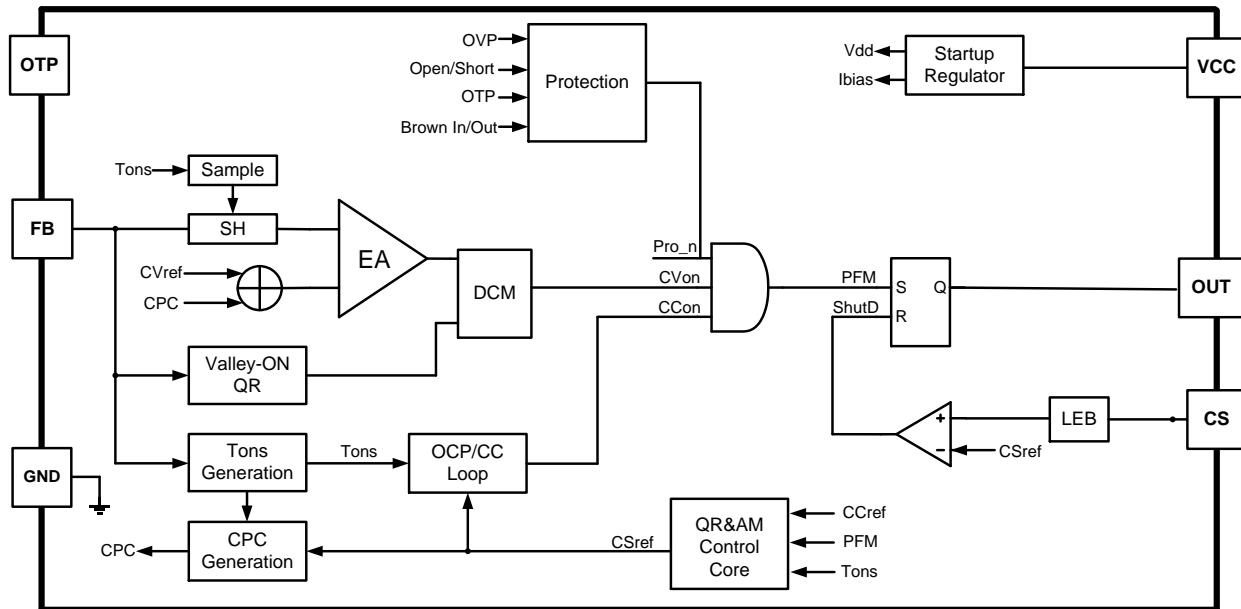 OTP
OVP
Open/Short
OTP
Brown In/Out
Protection
Vdd
Ibias
Startup
Regulator
VCC
Tons
Sample
FB
SH
EA
CVref
CPC
Pro_n
CVon
CCon
DCM
PFM
ShutD
S
R
Q
OUT
Valley-ON
QR
LEB
CS
+
−
CSref
GND
Tons
Generation
Tons
OCP/CC
Loop
CPC
CPC
Generation
CSref
QR&AM
Control
Core
CCref
PFM
Tons